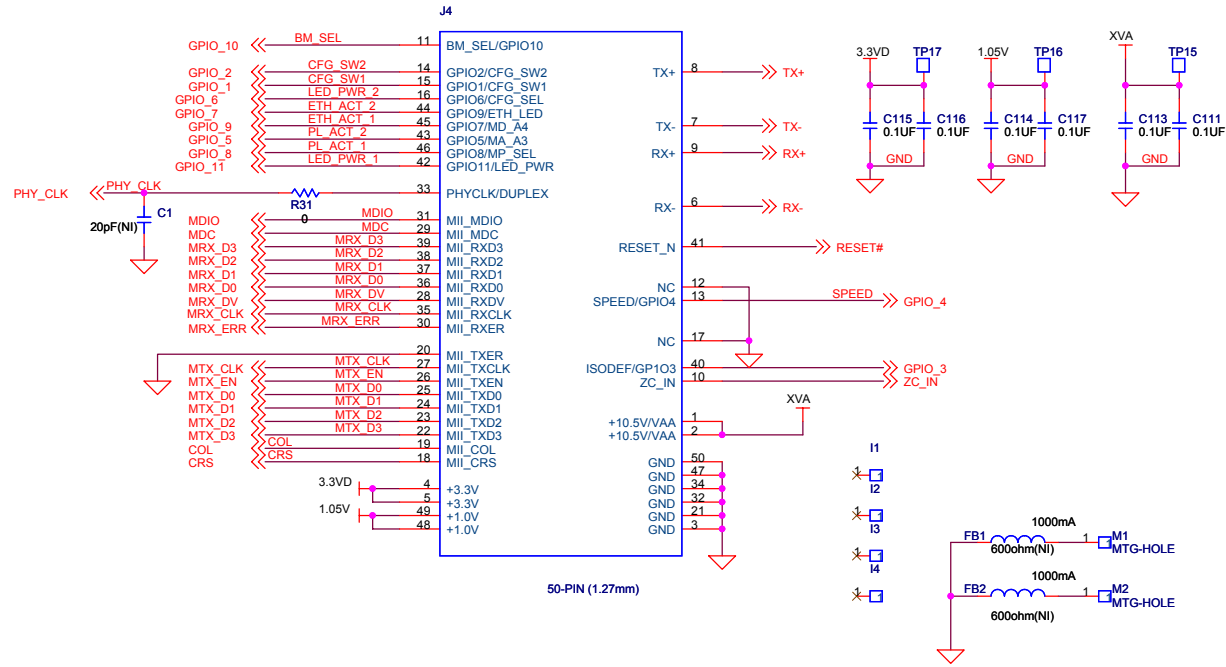 J4
GPIO_10 BM_SEL 11 BM_SEL/GPIO10
GPIO_2 CFG_SW2 14 GPIO2/CFG_SW2
GPIO_1 CFG_SW1 15 GPIO1/CFG_SW1
GPIO_6 LED_PWR_2 16 GPIO6/CFG_SEL
GPIO_7 ETH_ACT_2 44 GPIO9/ETH_LED
GPIO_9 ETH_ACT_1 45 GPIO7/MD_A4
GPIO_5 PL_ACT_2 43 GPIO5/MA_A3
GPIO_8 PL_ACT_1 46 GPIO8/MP_SEL
GPIO_11 LED_PWR_1 42 GPIO11/LED_PWR
PHY_CLK PHY_CLK 33 PHYCLK/DUPLEX
R31
0
C1
20pF(NI)
MDIO MDIO 31 MII_MDIO
MDC MDC 29 MII_MDC
MRX_D3 MRX_D3 39 MII_RXD3
MRX_D2 MRX_D2 38 MII_RXD2
MRX_D1 MRX_D1 37 MII_RXD1
MRX_D0 MRX_D0 36 MII_RXD0
MRX_DV MRX_DV 28 MII_RXDV
MRX_CLK MRX_CLK 35 MII_RXCLK
MRX_ERR MRX_ERR 30 MII_RXER
20 MII_TXER
MTX_CLK MTX_CLK 27 MII_TXCLK
MTX_EN MTX_EN 26 MII_TXEN
MTX_D0 MTX_D0 25 MII_TXD0
MTX_D1 MTX_D1 24 MII_TXD1
MTX_D2 MTX_D2 23 MII_TXD2
MTX_D3 MTX_D3 22 MII_TXD3
COL COL 19 MII_COL
CRS CRS 18 MII_CRS
3.3VD 4 +3.3V
5 +3.3V
1.05V 49 +1.0V
48 +1.0V
TX+ 8 TX+
TX- 7 TX-
RX+ 9 RX+
RX- 6 RX-
RESET_N 41 RESET#
NC 12
SPEED/GPIO4 13 SPEED GPIO_4
NC 17
ISODEF/GP1O3 40 GPIO_3
ZC_IN 10 ZC_IN
XVA
+10.5V/VAA 1
+10.5V/VAA 2
GND 50
GND 47
GND 34
GND 32
GND 21
GND 3
50-PIN (1.27mm)
3.3VD TP17
C115 C116
0.1UF 0.1UF
GND
1.05V TP16
C114 C117
0.1UF 0.1UF
GND
XVA TP15
C113 C111
0.1UF 0.1UF
GND
I1
1 1
I2
1 1
I3
1 1
I4
1 1
1000mA
FB1 1 1 M1
600ohm(NI) MTG-HOLE
1000mA
FB2 1 1 M2
MTG-HOLE
600ohm(NI)